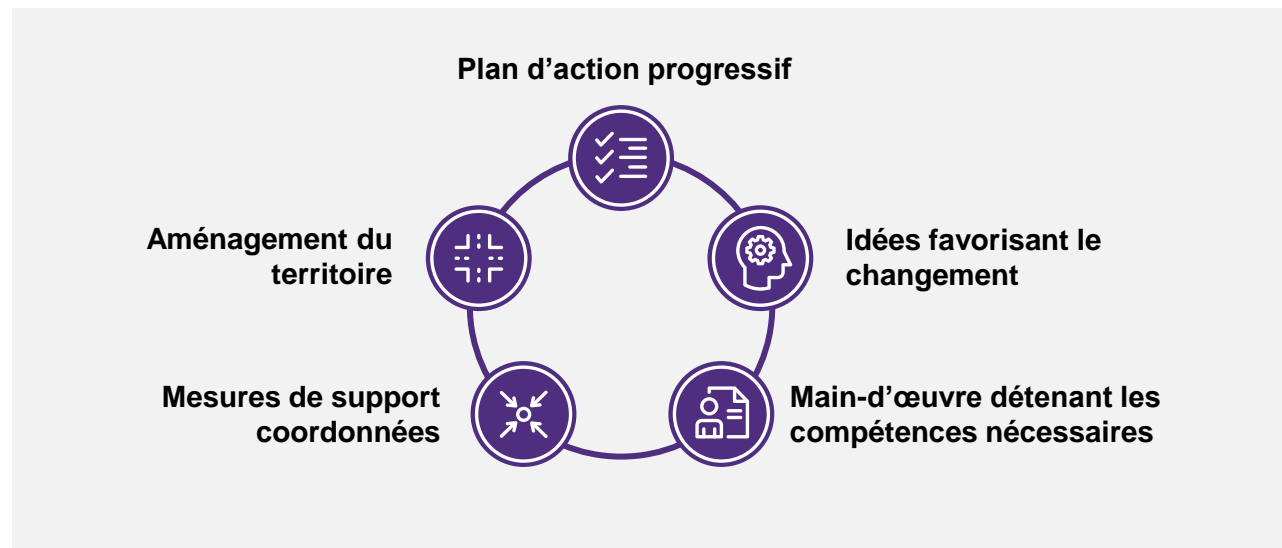 Plan d’action progressif
Aménagement du
territoire
Idées favorisant le
changement
Mesures de support
coordonnées
Main-d’œuvre détenant les
compétences nécessaires